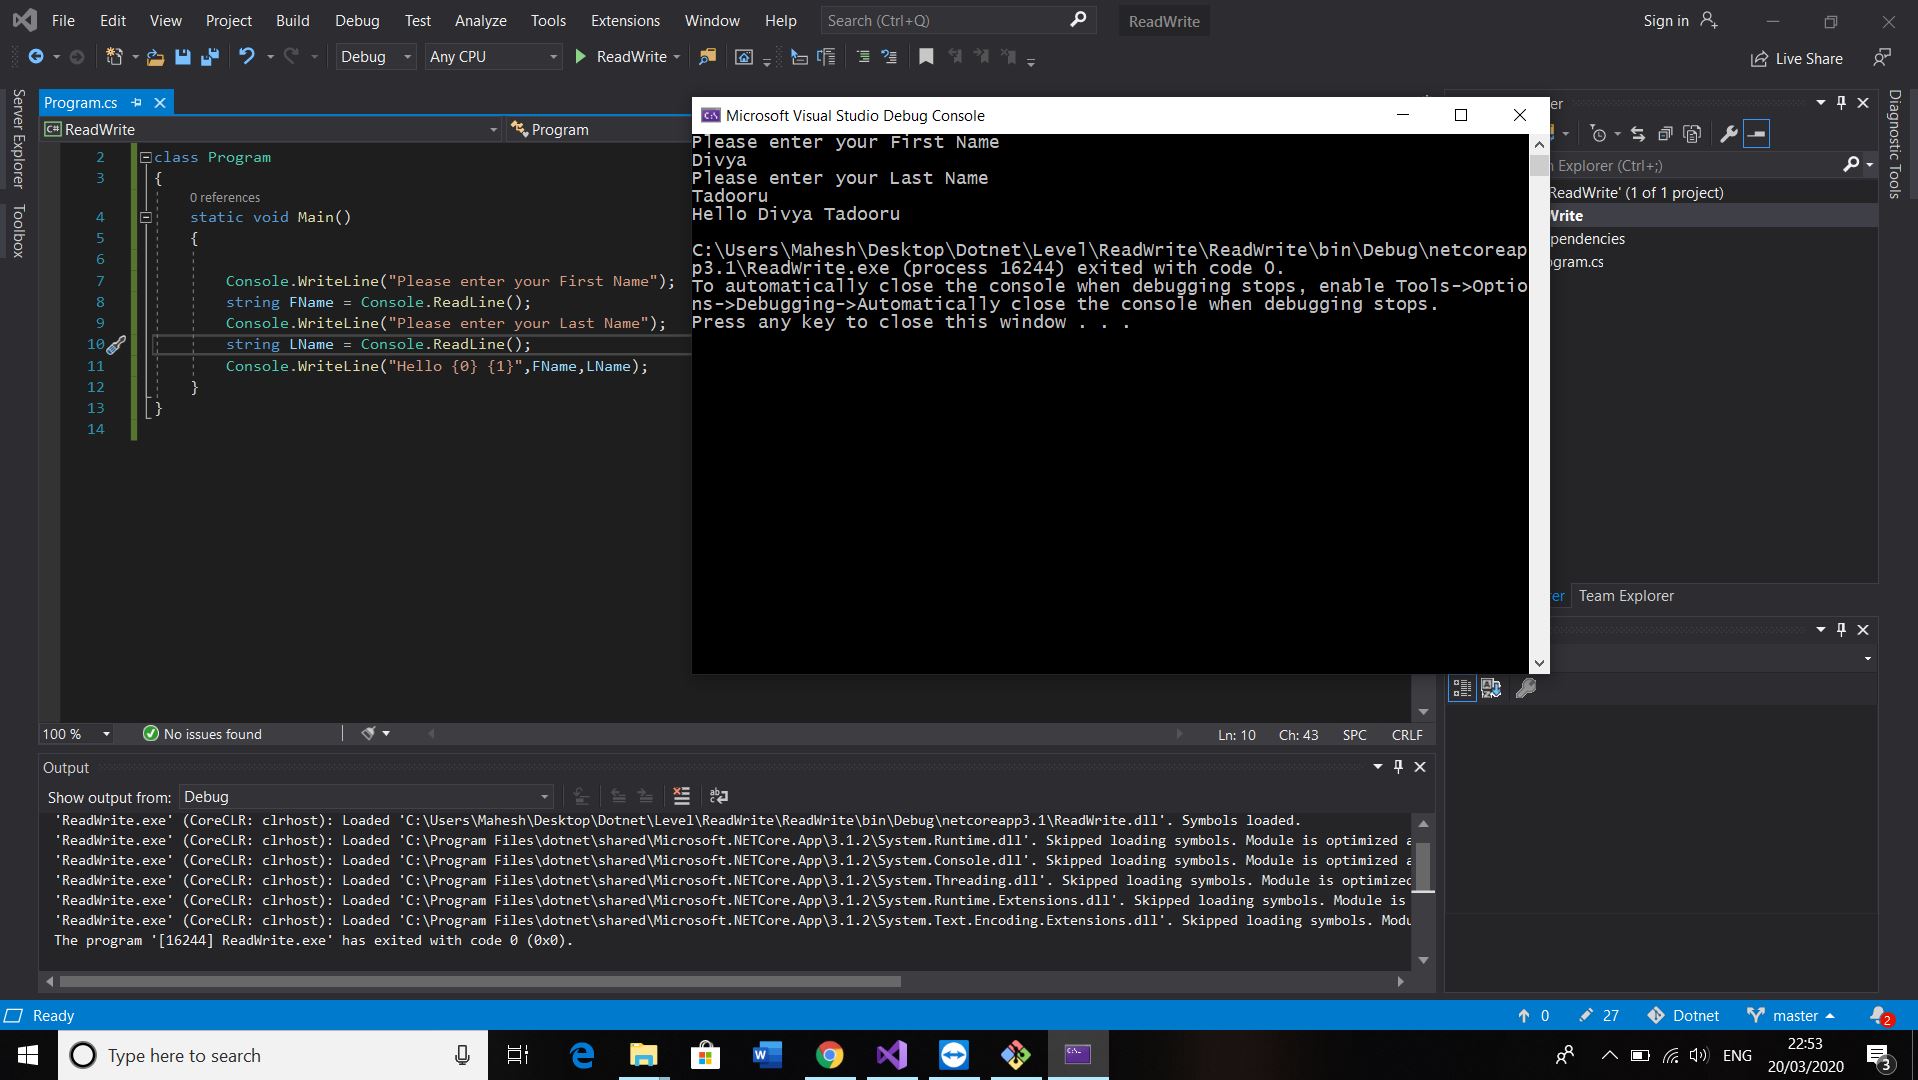 File Edit View Project Build Debug Test Analyze Tools Extensions Window Help Search (Ctrl+Q) ReadWrite Sign in
Debug Any CPU ReadWrite Live Share
Server Explorer
Toolbox
Program.cs
ReadWrite Program
2 class Program
3 {
0 references
4 static void Main()
5 {
6
7 Console.WriteLine("Please enter your First Name");
8 string FName = Console.ReadLine();
9 Console.WriteLine("Please enter your Last Name");
10 string LName = Console.ReadLine();
11 Console.WriteLine("Hello {0} {1}",FName,LName);
12 }
13 }
14
Microsoft Visual Studio Debug Console
Please enter your First Name
Divya
Please enter your Last Name
Tadooru
Hello Divya Tadooru
C:\Users\Mahesh\Desktop\Dotnet\Level\ReadWrite\ReadWrite\bin\Debug\netcoreap
p3.1\ReadWrite.exe (process 16244) exited with code 0.
To automatically close the console when debugging stops, enable Tools->Optio
ns->Debugging->Automatically close the console when debugging stops.
Press any key to close this window . . .
er
Explorer (Ctrl+;)
ReadWrite' (1 of 1 project)
Write
pendencies
ogram.cs
er Team Explorer
Diagnostic Tools
100 % No issues found Ln: 10 Ch: 43 SPC CRLF
Output
Show output from: Debug
'ReadWrite.exe' (CoreCLR: clrhost): Loaded 'C:\Users\Mahesh\Desktop\Dotnet\Level\ReadWrite\ReadWrite\bin\Debug\netcoreapp3.1\ReadWrite.dll'. Symbols loaded.
'ReadWrite.exe' (CoreCLR: clrhost): Loaded 'C:\Program Files\dotnet\shared\Microsoft.NETCore.App\3.1.2\System.Runtime.dll'. Skipped loading symbols. Module is optimized a
'ReadWrite.exe' (CoreCLR: clrhost): Loaded 'C:\Program Files\dotnet\shared\Microsoft.NETCore.App\3.1.2\System.Console.dll'. Skipped loading symbols. Module is optimized a
'ReadWrite.exe' (CoreCLR: clrhost): Loaded 'C:\Program Files\dotnet\shared\Microsoft.NETCore.App\3.1.2\System.Threading.dll'. Skipped loading symbols. Module is optimized
'ReadWrite.exe' (CoreCLR: clrhost): Loaded 'C:\Program Files\dotnet\shared\Microsoft.NETCore.App\3.1.2\System.Runtime.Extensions.dll'. Skipped loading symbols. Module is
'ReadWrite.exe' (CoreCLR: clrhost): Loaded 'C:\Program Files\dotnet\shared\Microsoft.NETCore.App\3.1.2\System.Text.Encoding.Extensions.dll'. Skipped loading symbols. Modu
The program '[16244] ReadWrite.exe' has exited with code 0 (0x0).
Ready 0 27 Dotnet master 2
Type here to search ENG 22:53
20/03/2020 3